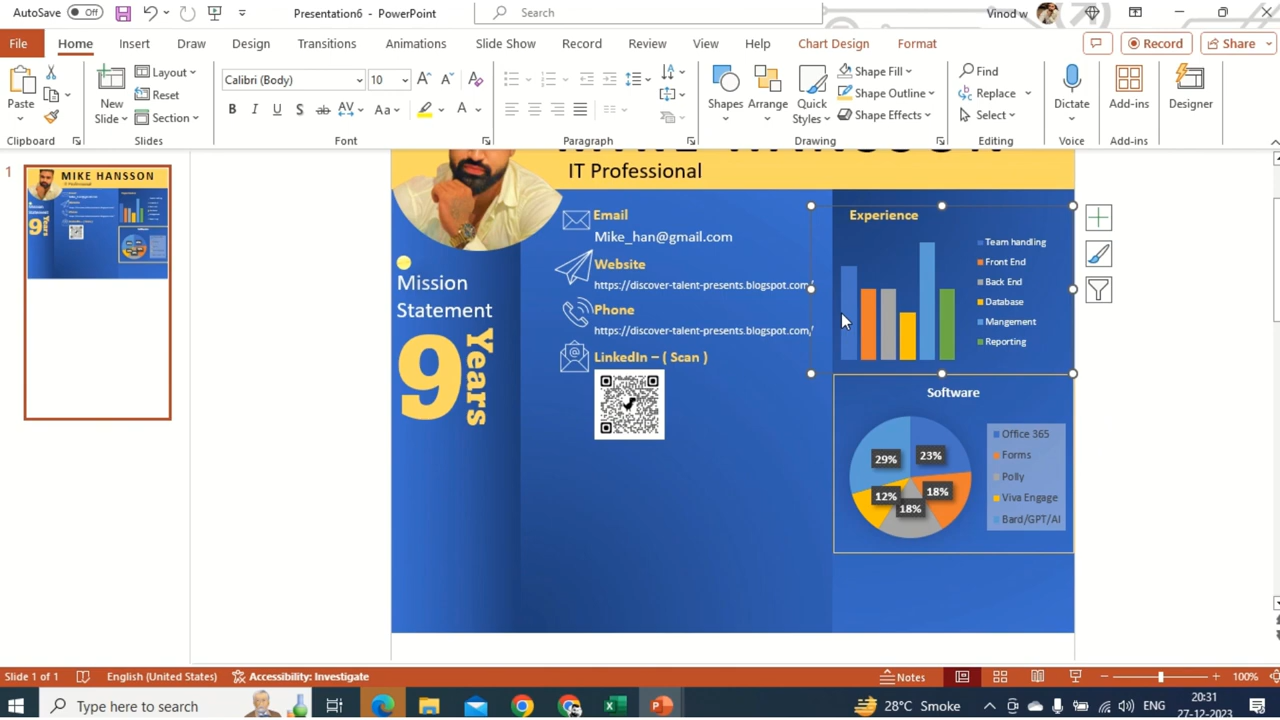 AutoSave Off
Presentation6 - PowerPoint
Search
Vinod w
File Home Insert Draw Design Transitions Animations Slide Show Record Review View Help Chart Design Format
Record
Share
Paste
Clipboard
New
Slide
Layout
Reset
Section
Slides
Calibri (Body) 10
B I U S ab AV Aa A
Font
Paragraph
Shapes
Arrange
Quick
Styles
Shape Fill
Shape Outline
Shape Effects
Drawing
Find
Replace
Select
Editing
Dictate
Voice
Add-ins
Add-ins
Designer
1
MIKE HANSSON
IT Professional
9 Years
IT Professional
Email
Mike_han@gmail.com
Website
https://discover-talent-presents.blogspot.com/
Phone
https://discover-talent-presents.blogspot.com/
LinkedIn – ( Scan )
Mission
Statement
9 Years
Experience
Team handling
Front End
Back End
Database
Mangement
Reporting
Software
29%
23%
12%
18%
18%
Office 365
Forms
Polly
Viva Engage
Bard/GPT/AI
Slide 1 of 1
English (United States)
Accessibility: Investigate
Notes
100%
Type here to search
28°C Smoke
ENG
20:31
27-12-2023